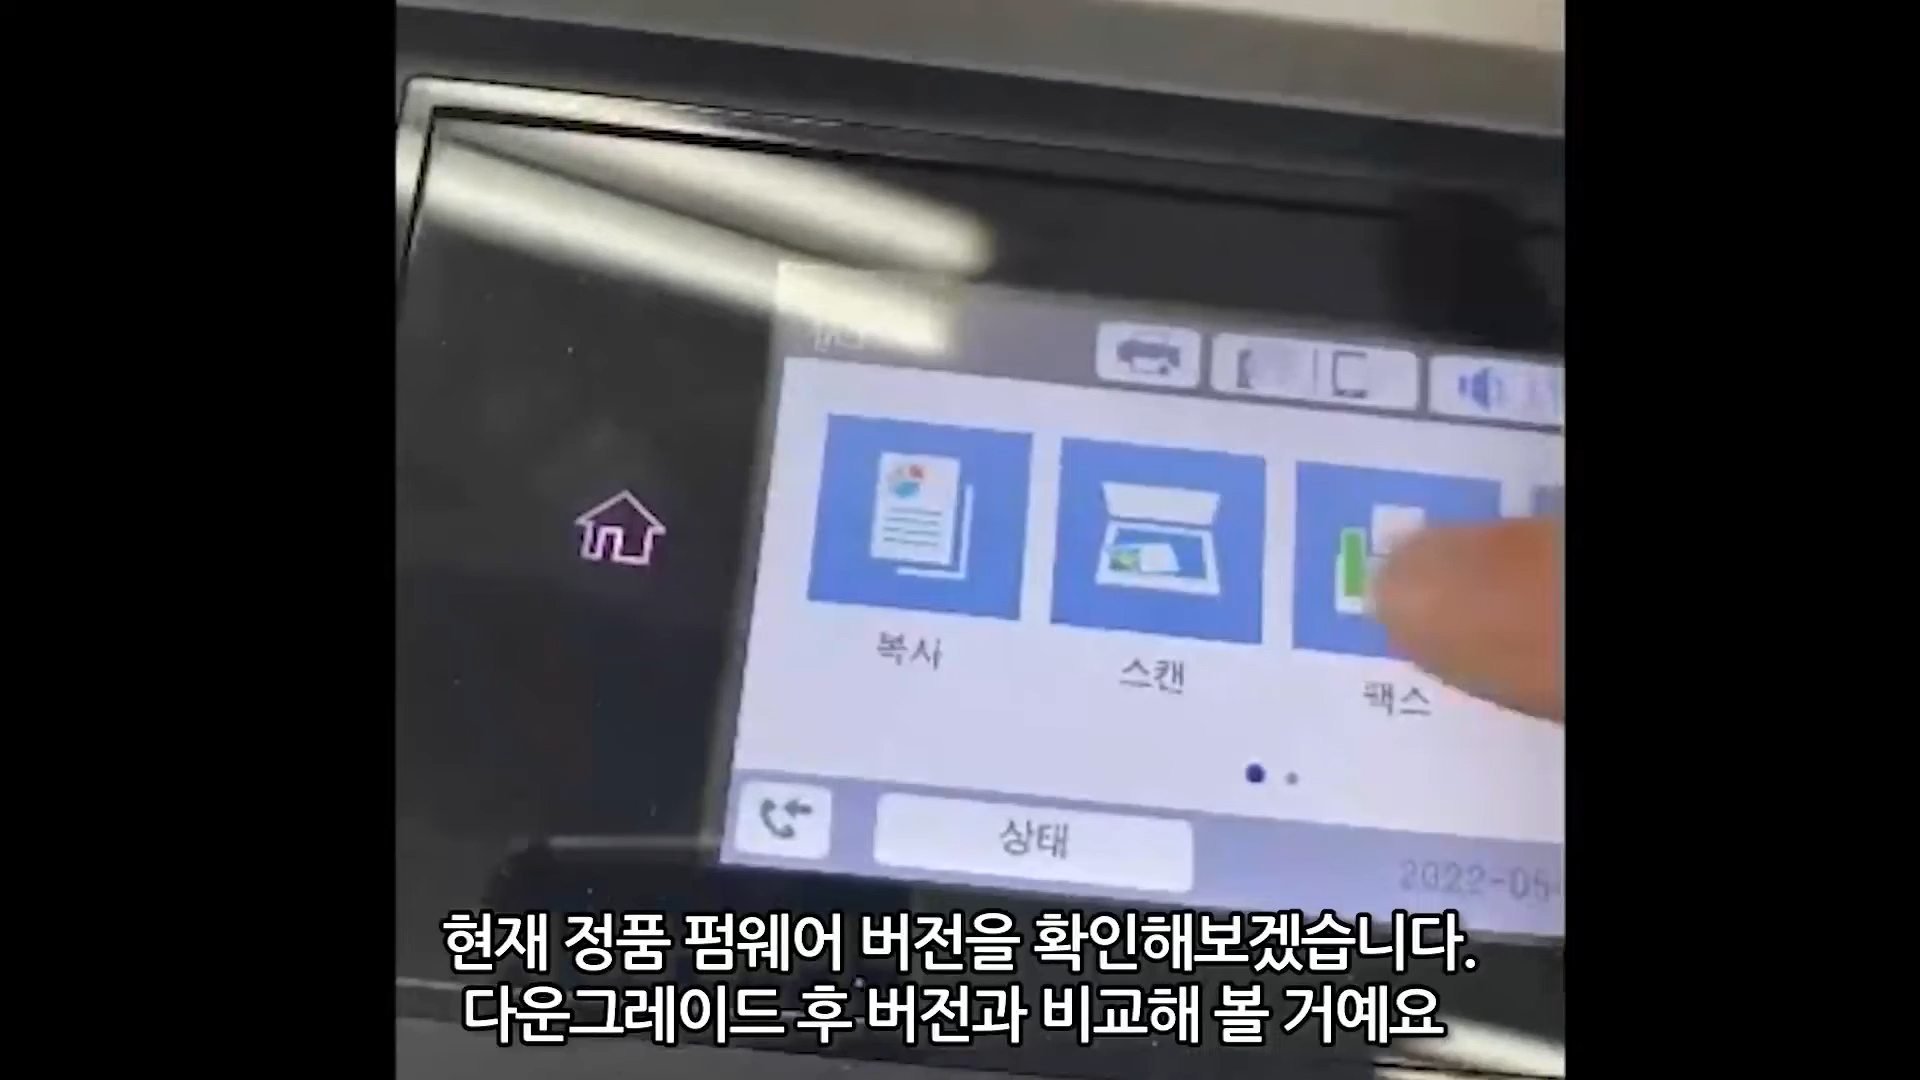 복사
스캔
팩스
상태
2022-05-
현재 정품 펌웨어 버전을 확인해보겠습니다.
다운그레이드 후 버전과 비교해 볼 거예요